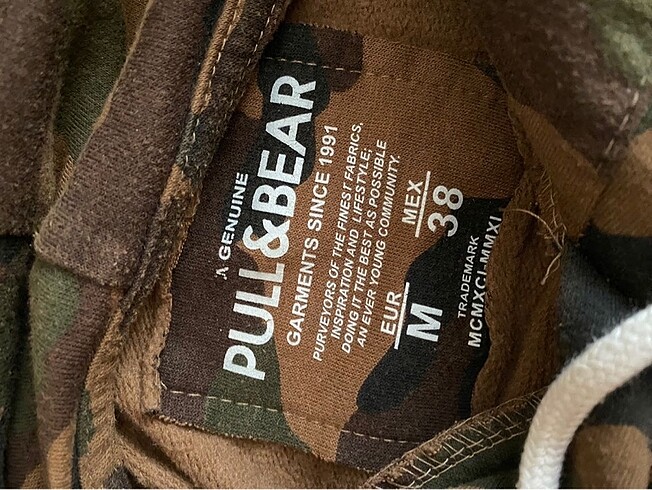 A GENUINE
PULL&BEAR
GARMENTS SINCE 1991
PURVEYORS OF THE FINEST FABRICS,
INSPIRATION AND LIFESTYLE;
DOING IT THE BEST AS POSSIBLE
AN EVER YOUNG COMMUNITY.
EUR MEX
M 38
TRADEMARK
MCMXCI-MMXI